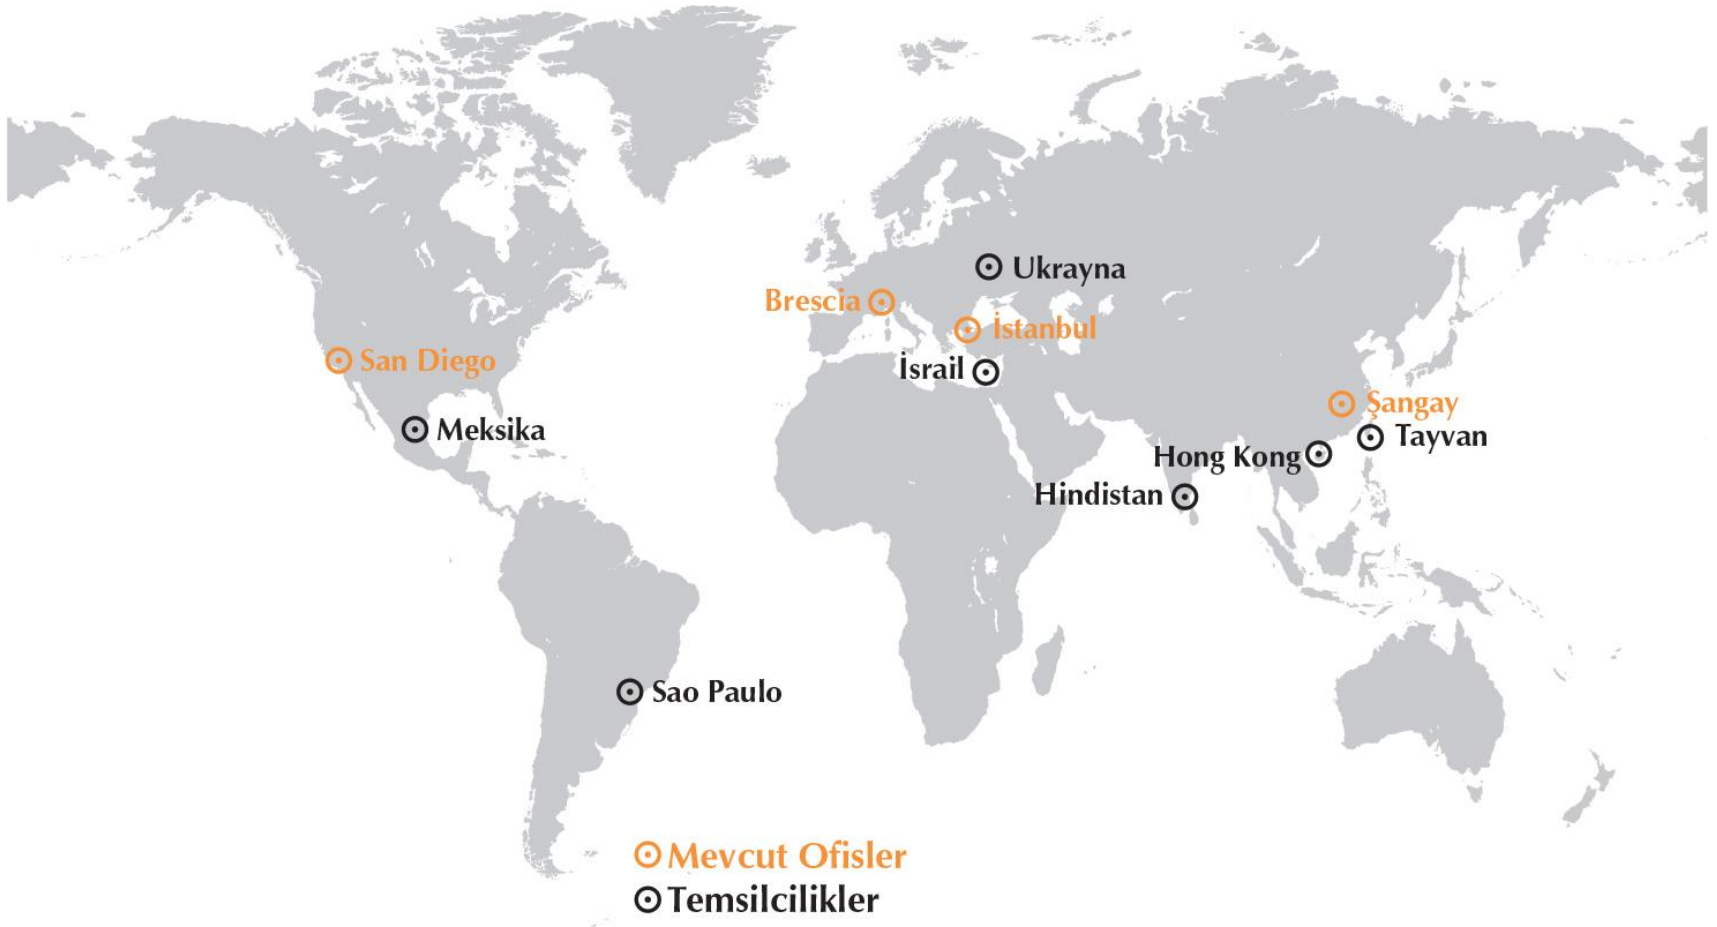 Ukrayna
Brescia
İstanbul
San Diego
İsrail
Şangay
Meksika
Tayvan
Hong Kong
Hindistan
Sao Paulo
Mevcut Ofisler
Temsilcilikler